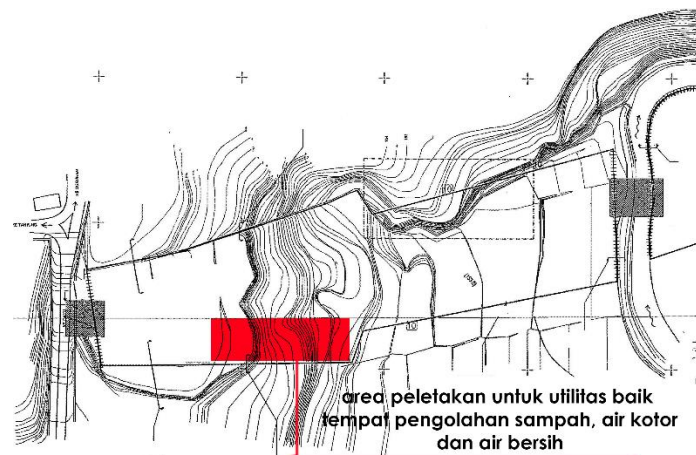 area peletakan untuk utilitas baik
tempat pengolahan sampah, air kotor
dan air bersih